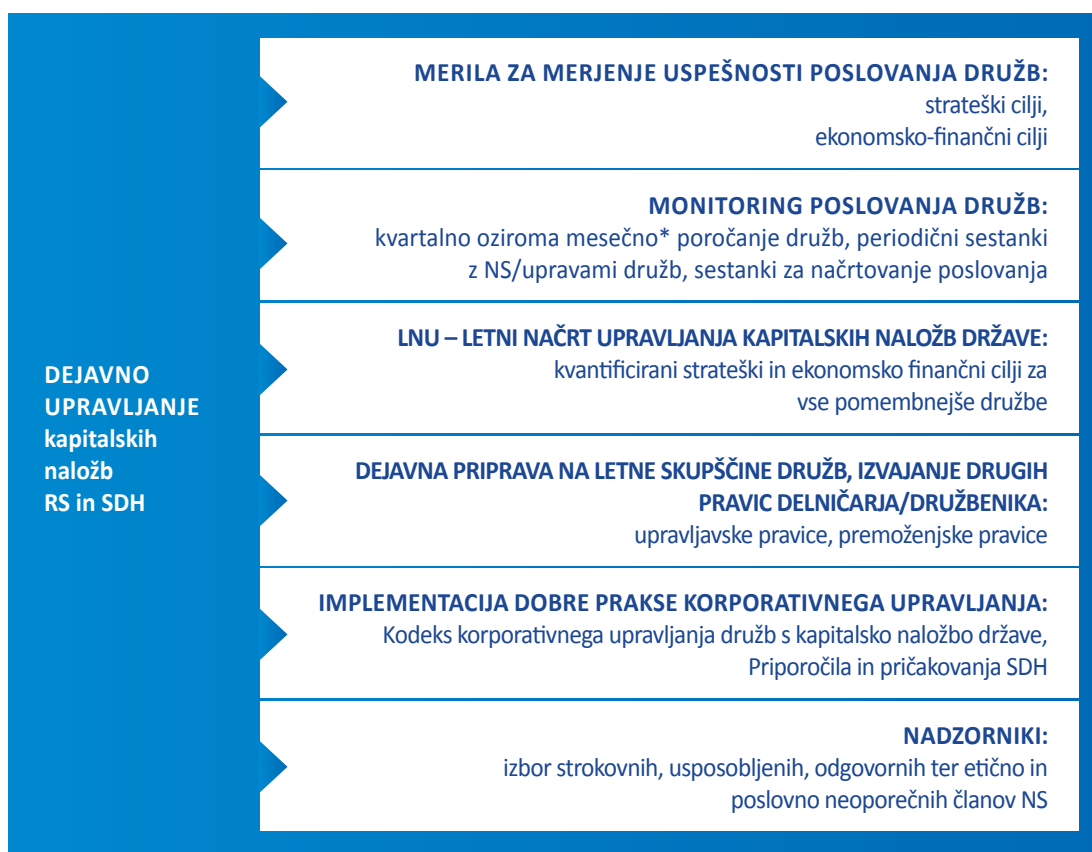 DEJAVNO
UPRAVLJANJE
kapitalskih
naložb
RS in SDH
MERILA ZA MERJENJE USPEŠNOSTI POSLOVANJA DRUŽB:
strateški cilji,
ekonomsko-finančni cilji
MONITORING POSLOVANJA DRUŽB:
kvartalno oziroma mesečno* poročanje družb, periodični sestanki
z NS/upravami družb, sestanki za načrtovanje poslovanja
LNU – LETNI NAČRT UPRAVLJANJA KAPITALSKIH NALOŽB DRŽAVE:
kvantificirani strateški in ekonomsko finančni cilji za
vse pomembnejše družbe
DEJAVNA PRIPRAVA NA LETNE SKUPŠČINE DRUŽB, IZVAJANJE DRUGIH
PRAVIC DELNIČARJA/DRUŽBENIKA:
upravljavske pravice, premoženjske pravice
IMPLEMENTACIJA DOBRE PRAKSE KORPORATIVNEGA UPRAVLJANJA:
Kodeks korporativnega upravljanja družb s kapitalsko naložbo države,
Priporočila in pričakovanja SDH
NADZORNIKI:
izbor strokovnih, usposobljenih, odgovornih ter etično in
poslovno neoporečnih članov NS